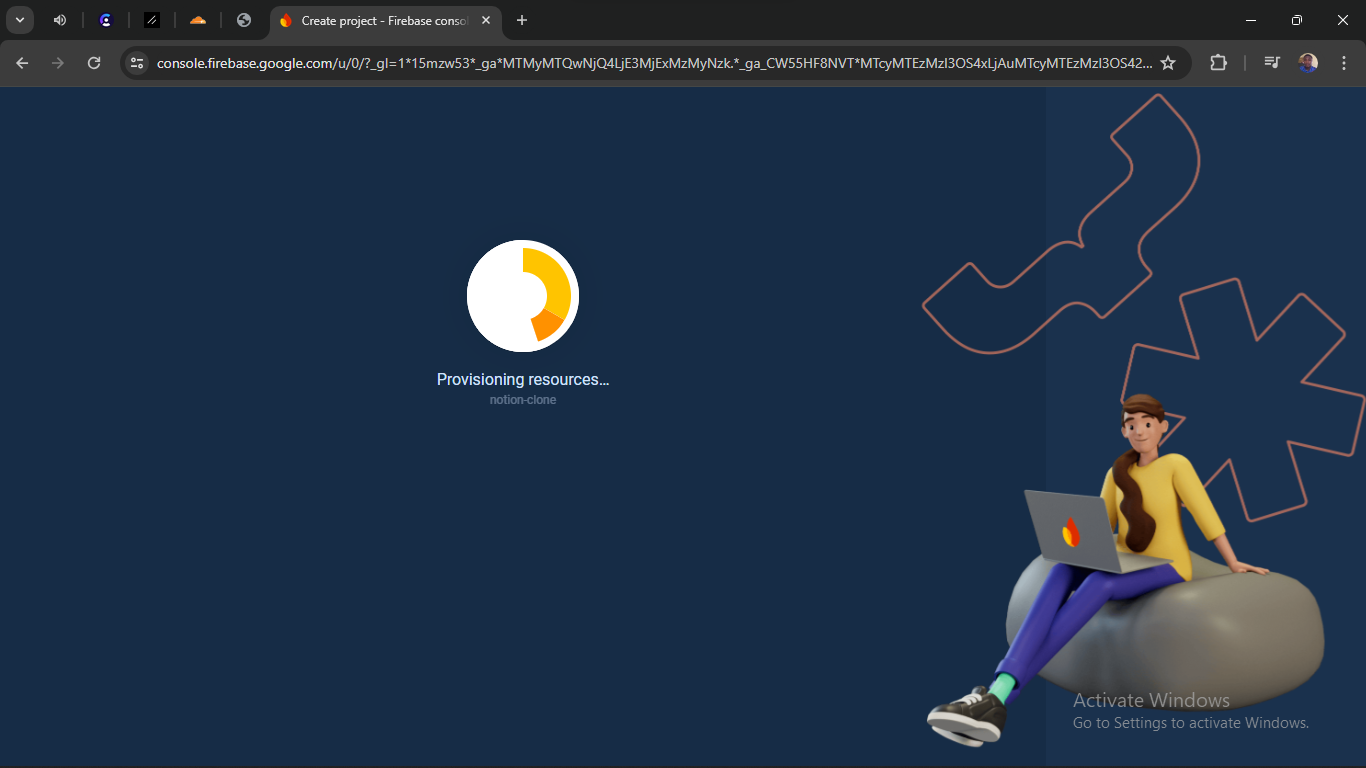 Create project - Firebase conso
console.firebase.google.com/u/0/?_gl=1*15mzw53*_ga*MTMyMTQwNjQ4LjE3MjExMzMyNzk.*_ga_CW55HF8NVT*MTcyMTEzMzI3OS4xLjAuMTcyMTEzMzI3OS42...
Provisioning resources...
notion-clone
Activate Windows
Go to Settings to activate Windows.